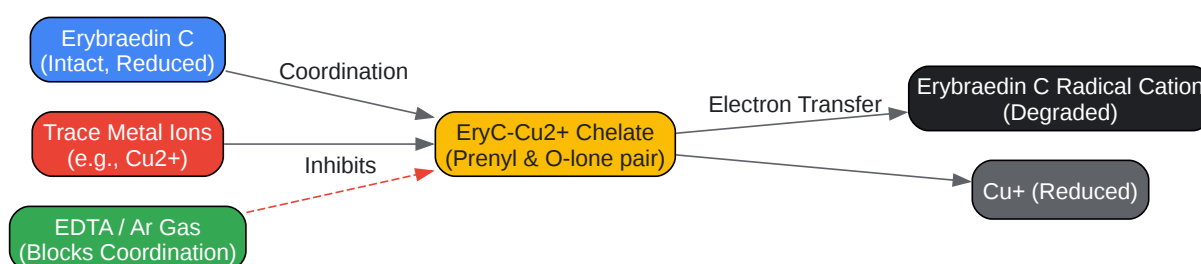 Erybraedin C
(Intact, Reduced)
Coordination
Trace Metal Ions
(e.g., Cu2+)
Inhibits
EDTA / Ar Gas
(Blocks Coordination)
EryC-Cu2+ Chelate
(Prenyl & O-lone pair)
Electron Transfer
Erybraedin C Radical Cation
(Degraded)
Cu+ (Reduced)